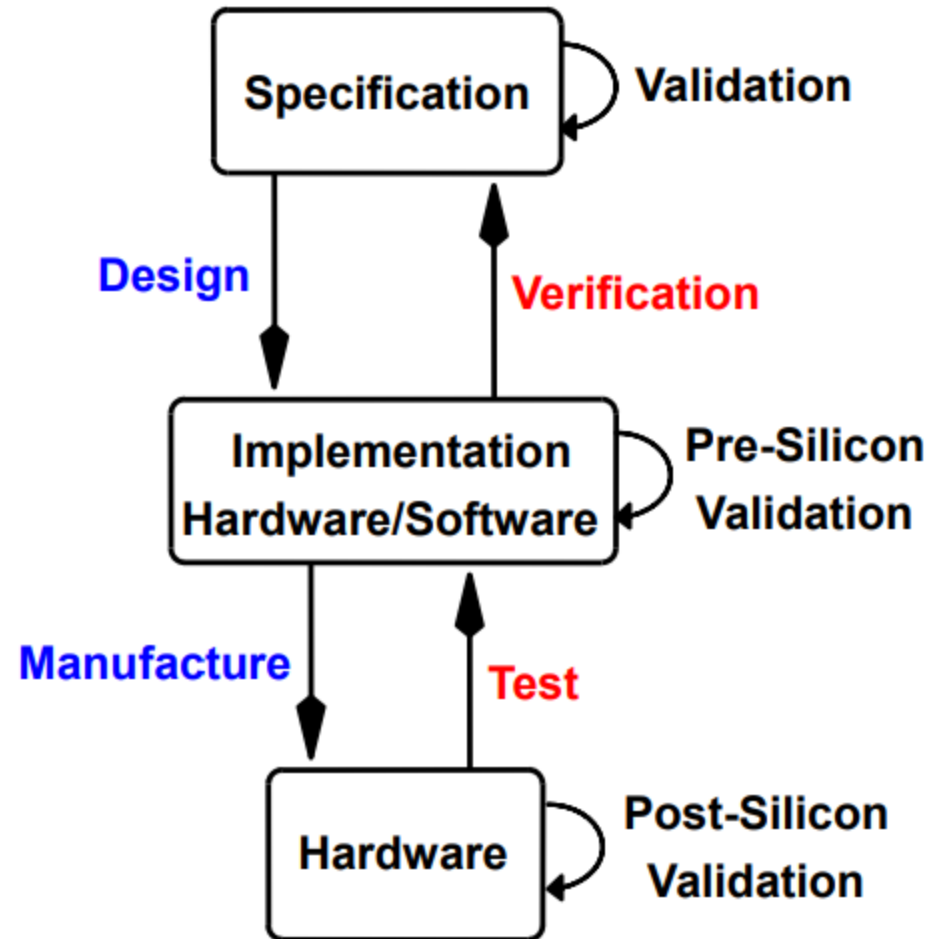 Specification
Validation
Design
Verification
Implementation
Hardware/Software
Pre-Silicon
Validation
Manufacture
Test
Hardware
Post-Silicon
Validation